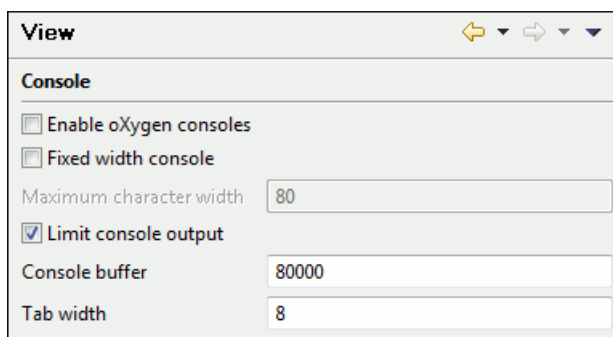 View
Console
Enable oXygen consoles
Fixed width console
Maximum character width 80
Limit console output
Console buffer 80000
Tab width 8